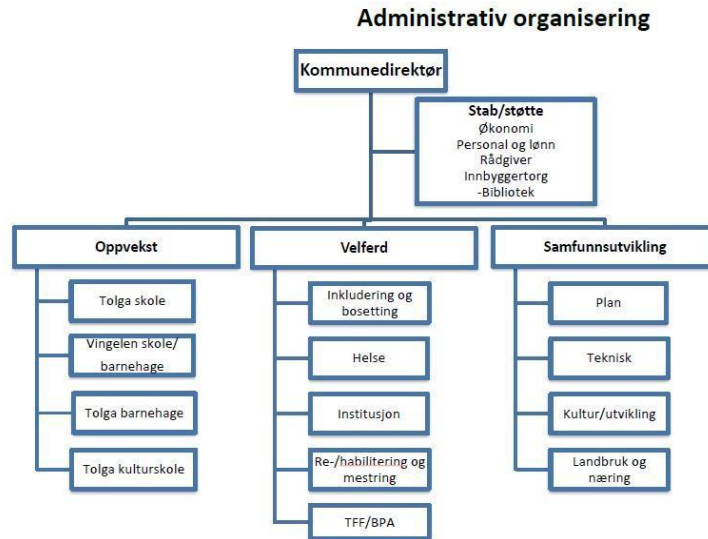 Administrativ organisering
Kommunedirektør
Stab/støtte
Økonomi
Personal og lønn
Rådgiver
Innbyggertorg
-Bibliotek
Oppvekst
Velferd
Samfunnsutvikling
Tolga skole
Vingelen skole/
barnehage
Tolga barnehage
Tolga kulturskole
Inkludering og
bosetting
Helse
Institusjon
Re-/habilitering og
mestring
TFF/BPA
Plan
Teknisk
Kultur/utvikling
Landbruk og
næring